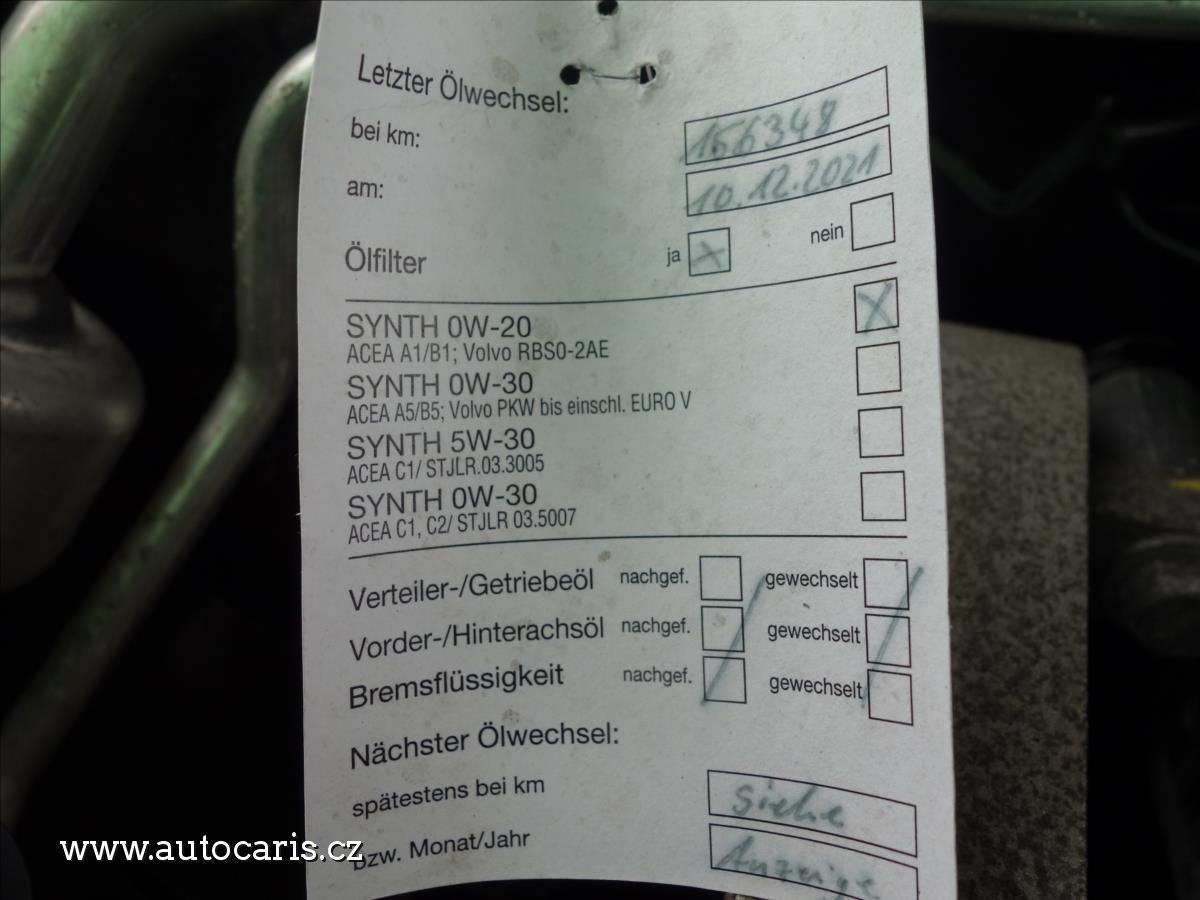 Letzter Ölwechsel:
bei km: 166348
am: 10.12.2021
Ölfilter ja nein
SYNTH 0W-20
ACEA A1/B1; Volvo RBS0-2AE
SYNTH 0W-30
ACEA A5/B5; Volvo PKW bis einschl. EURO V
SYNTH 5W-30
ACEA C1/ STJLR.03.3005
SYNTH 0W-30
ACEA C1, C2/ STJLR 03.5007
Verteiler-/Getriebeöl nachgef. gewechselt
Vorder-/Hinterachsöl nachgef. gewechselt
Bremsflüssigkeit nachgef. gewechselt
Nächster Ölwechsel:
spätestens bei km siehe
bzw. Monat/Jahr Anzeige
www.autocaris.cz